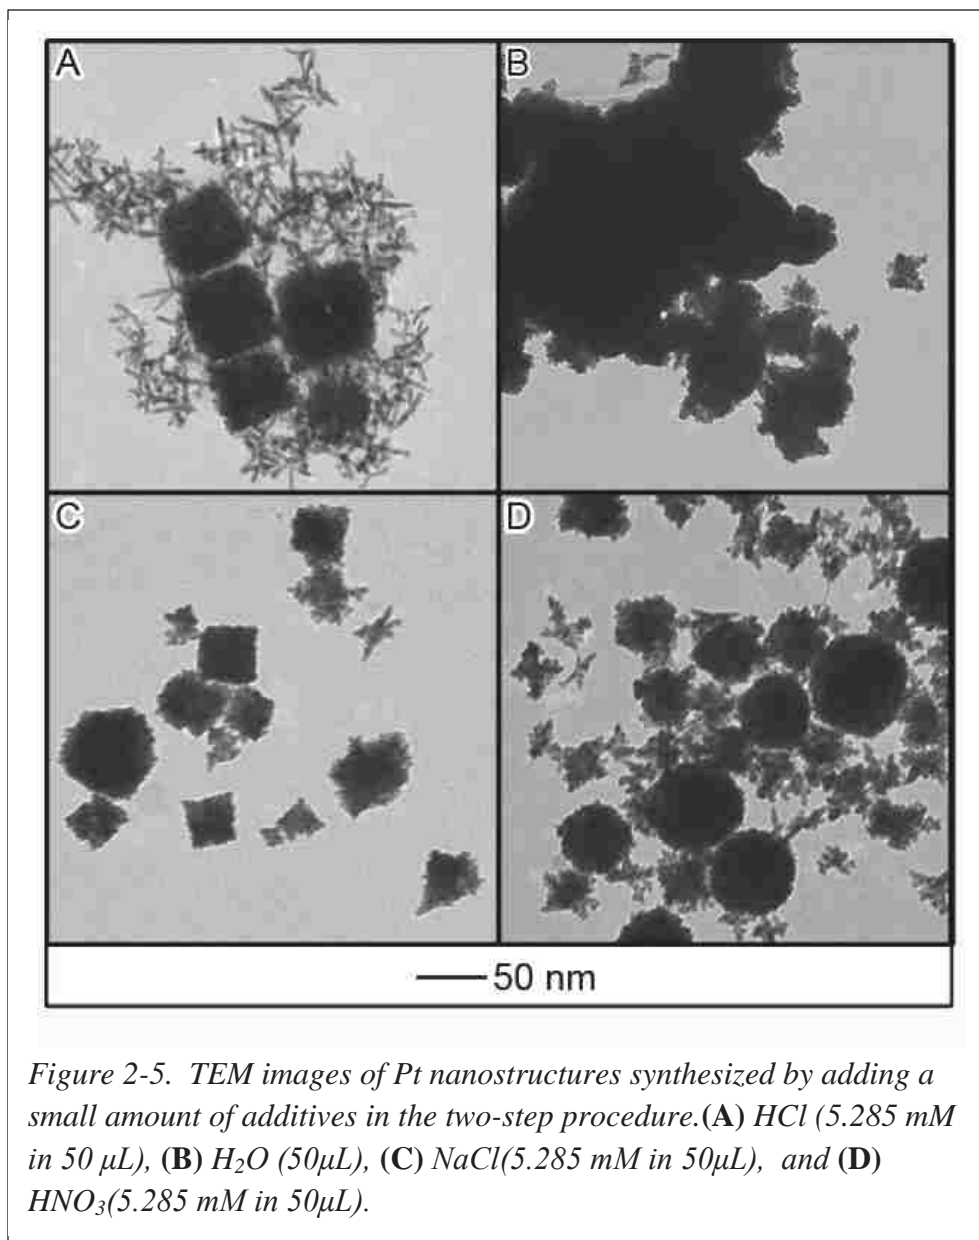 A
B
C
D
50 nm
Figure 2-5. TEM images of Pt nanostructures synthesized by adding a
small amount of additives in the two-step procedure.(A) HCl (5.285 mM
in 50 μL), (B) H₂O (50μL), (C) NaCl(5.285 mM in 50μL), and (D)
HNO₃(5.285 mM in 50μL).